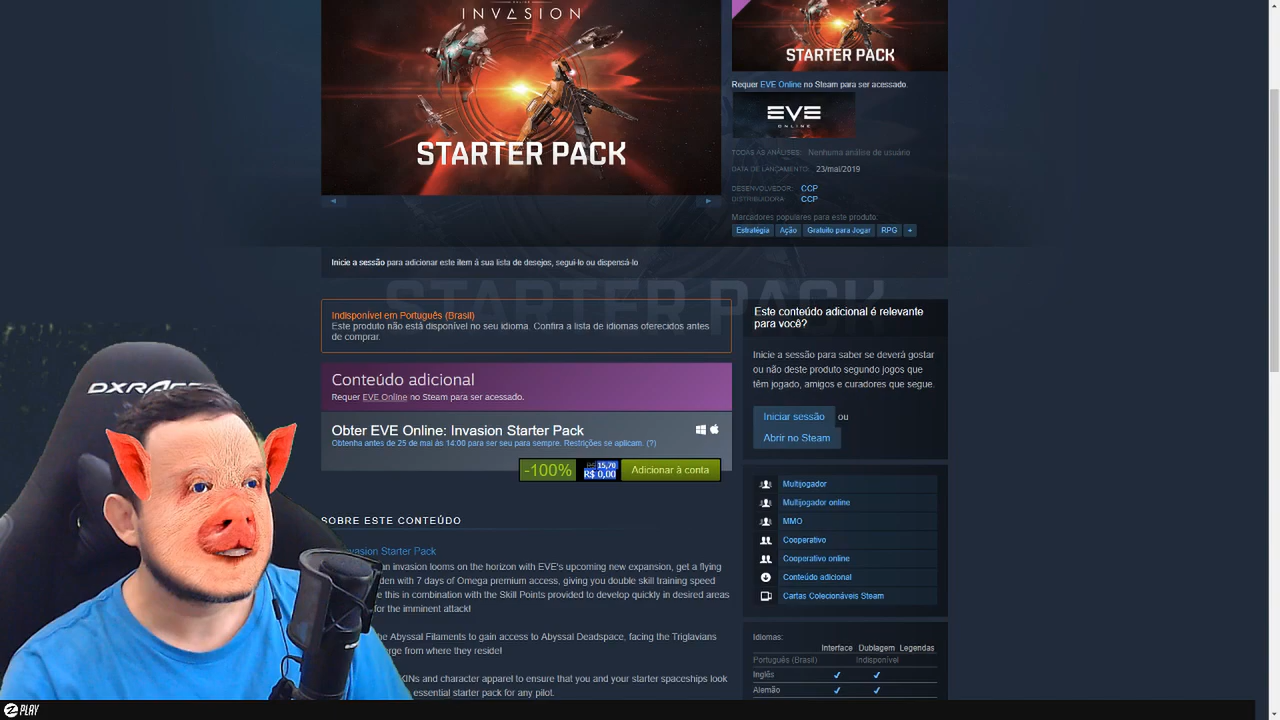 INVASION
STARTER PACK
STARTER PACK
Requer EVE Online no Steam para ser acessado.
EVE
ONLINE
TODAS AS ANÁLISES: Nenhuma análise de usuário
DATA DE LANÇAMENTO: 23/mai/2019
DESENVOLVEDOR: CCP
DISTRIBUIDORA: CCP
Marcadores populares para este produto:
Estratégia Ação Gratuito para Jogar RPG +
Inicie a sessão para adicionar este item à sua lista de desejos, segui-lo ou dispensá-lo
STARTER PACK
Indisponível em Português (Brasil)
Este produto não está disponível no seu idioma. Confira a lista de idiomas oferecidos antes
de comprar.
Conteúdo adicional
Requer EVE Online no Steam para ser acessado.
Obter EVE Online: Invasion Starter Pack
Obtenha antes de 25 de mai às 14:00 para ser seu para sempre. Restrições se aplicam. (?)
-100% R$ 15,70
R$ 0,00 Adicionar à conta
SOBRE ESTE CONTEÚDO
Invasion Starter Pack
an invasion looms on the horizon with EVE's upcoming new expansion, get a flying
with 7 days of Omega premium access, giving you double skill training speed
this in combination with the Skill Points provided to develop quickly in desired areas
for the imminent attack!
the Abyssal Filaments to gain access to Abyssal Deadspace, facing the Triglavians
from where they reside!
and character apparel to ensure that you and your starter spaceships look
essential starter pack for any pilot.
Este conteúdo adicional é relevante
para você?
Inicie a sessão para saber se deverá gostar
ou não deste produto segundo jogos que
têm jogado, amigos e curadores que segue.
Iniciar sessão ou
Abrir no Steam
Multijogador
Multijogador online
MMO
Cooperativo
Cooperativo online
Conteúdo adicional
Cartas Colecionáveis Steam
Idiomas:
Interface Dublagem Legendas
Português (Brasil) Indisponível
Inglês ✔ ✔
Alemão ✔ ✔
DXRACER
PLAY